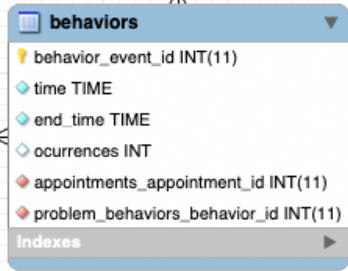 behaviors
behavior_event_id INT(11)
time TIME
end_time TIME
ocurrences INT
appointments_appointment_id INT(11)
problem_behaviors_behavior_id INT(11)
Indexes